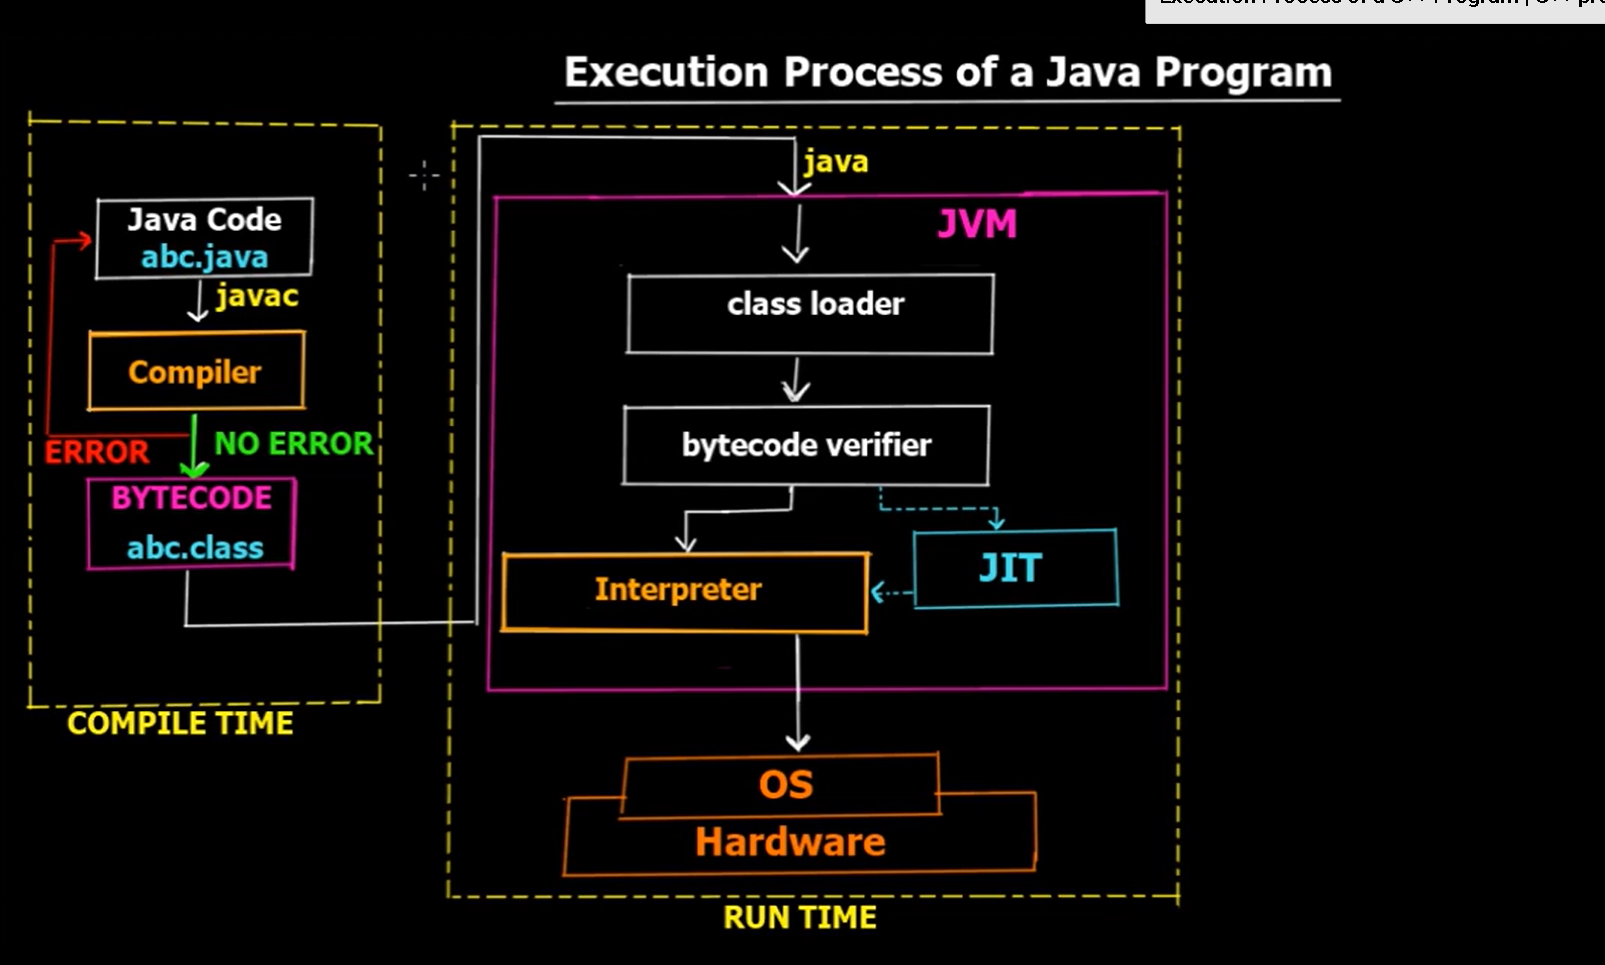 Execution Process of a Java Program
Java Code
abc.java
javac
Compiler
ERROR
NO ERROR
BYTECODE
abc.class
COMPILE TIME
java
JVM
class loader
bytecode verifier
Interpreter
JIT
OS
Hardware
RUN TIME